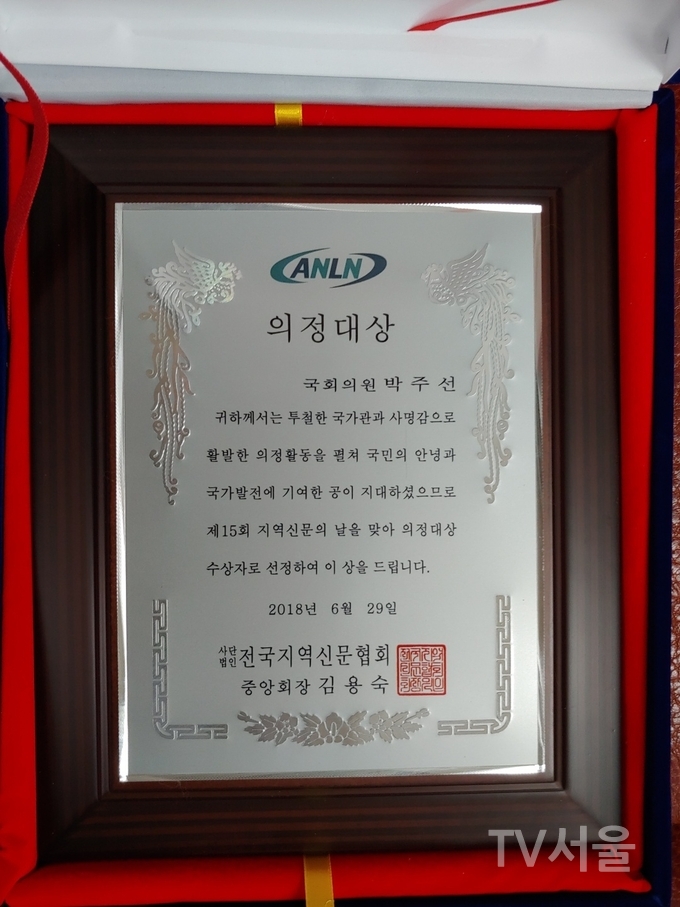 ANLN
의정대상
국회의원 박 주 선
귀하께서는 투철한 국가관과 사명감으로
활발한 의정활동을 펼쳐 국민의 안녕과
국가발전에 기여한 공이 지대하셨으므로
제15회 지역신문의 날을 맞아 의정대상
수상자로 선정하여 이 상을 드립니다.
2018년 6월 29일
사단법인 전국지역신문협회
중앙회장 김 용 숙
TV서울